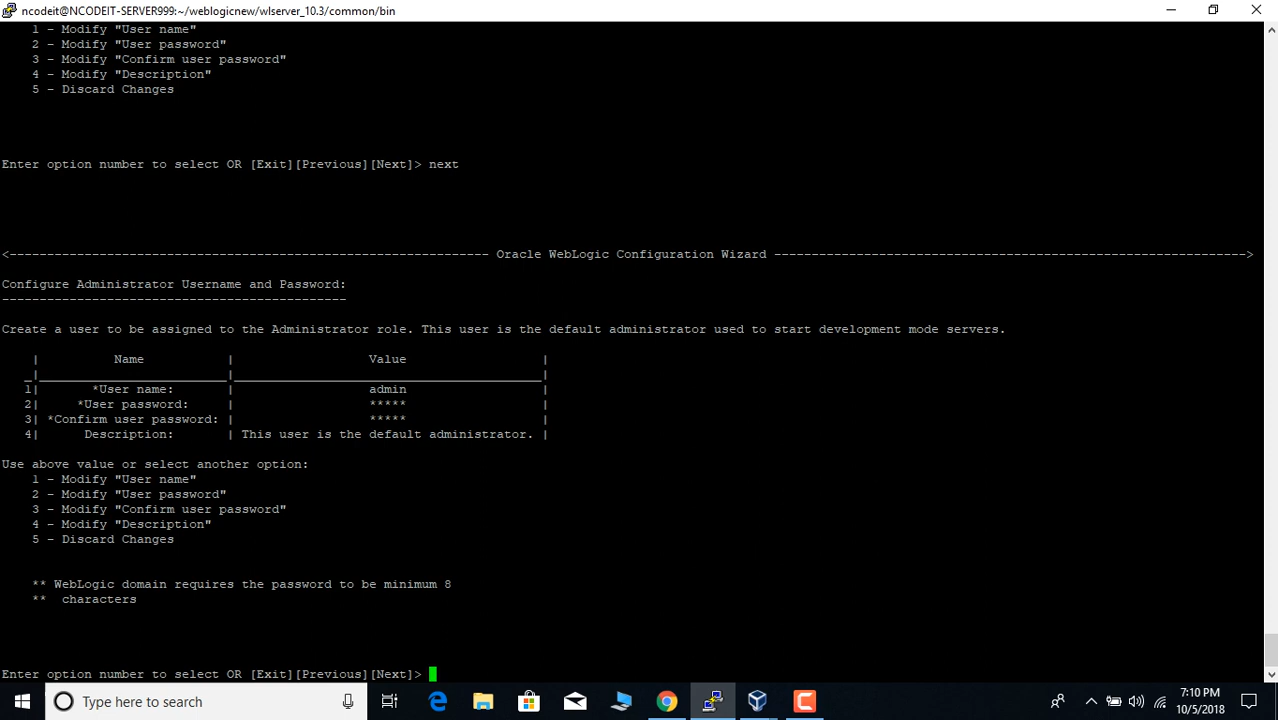 ncodeit@NCODEIT-SERVER999:~/weblogicnew/wlserver_10.3/common/bin
1 - Modify "User name"
2 - Modify "User password"
3 - Modify "Confirm user password"
4 - Modify "Description"
5 - Discard Changes
Enter option number to select OR [Exit][Previous][Next]> next
<---------------------------------------------------------------- Oracle WebLogic Configuration Wizard --------------------------------------------------------------->
Configure Administrator Username and Password:
----------------------------------------------
Create a user to be assigned to the Administrator role. This user is the default administrator used to start development mode servers.
| Name | Value |
_|_________________________|_________________________________________|
1| *User name: | admin |
2| *User password: | ***** |
3| *Confirm user password: | ***** |
4| Description: | This user is the default administrator. |
Use above value or select another option:
1 - Modify "User name"
2 - Modify "User password"
3 - Modify "Confirm user password"
4 - Modify "Description"
5 - Discard Changes
** WebLogic domain requires the password to be minimum 8
** characters
Enter option number to select OR [Exit][Previous][Next]>
Type here to search
7:10 PM
10/5/2018